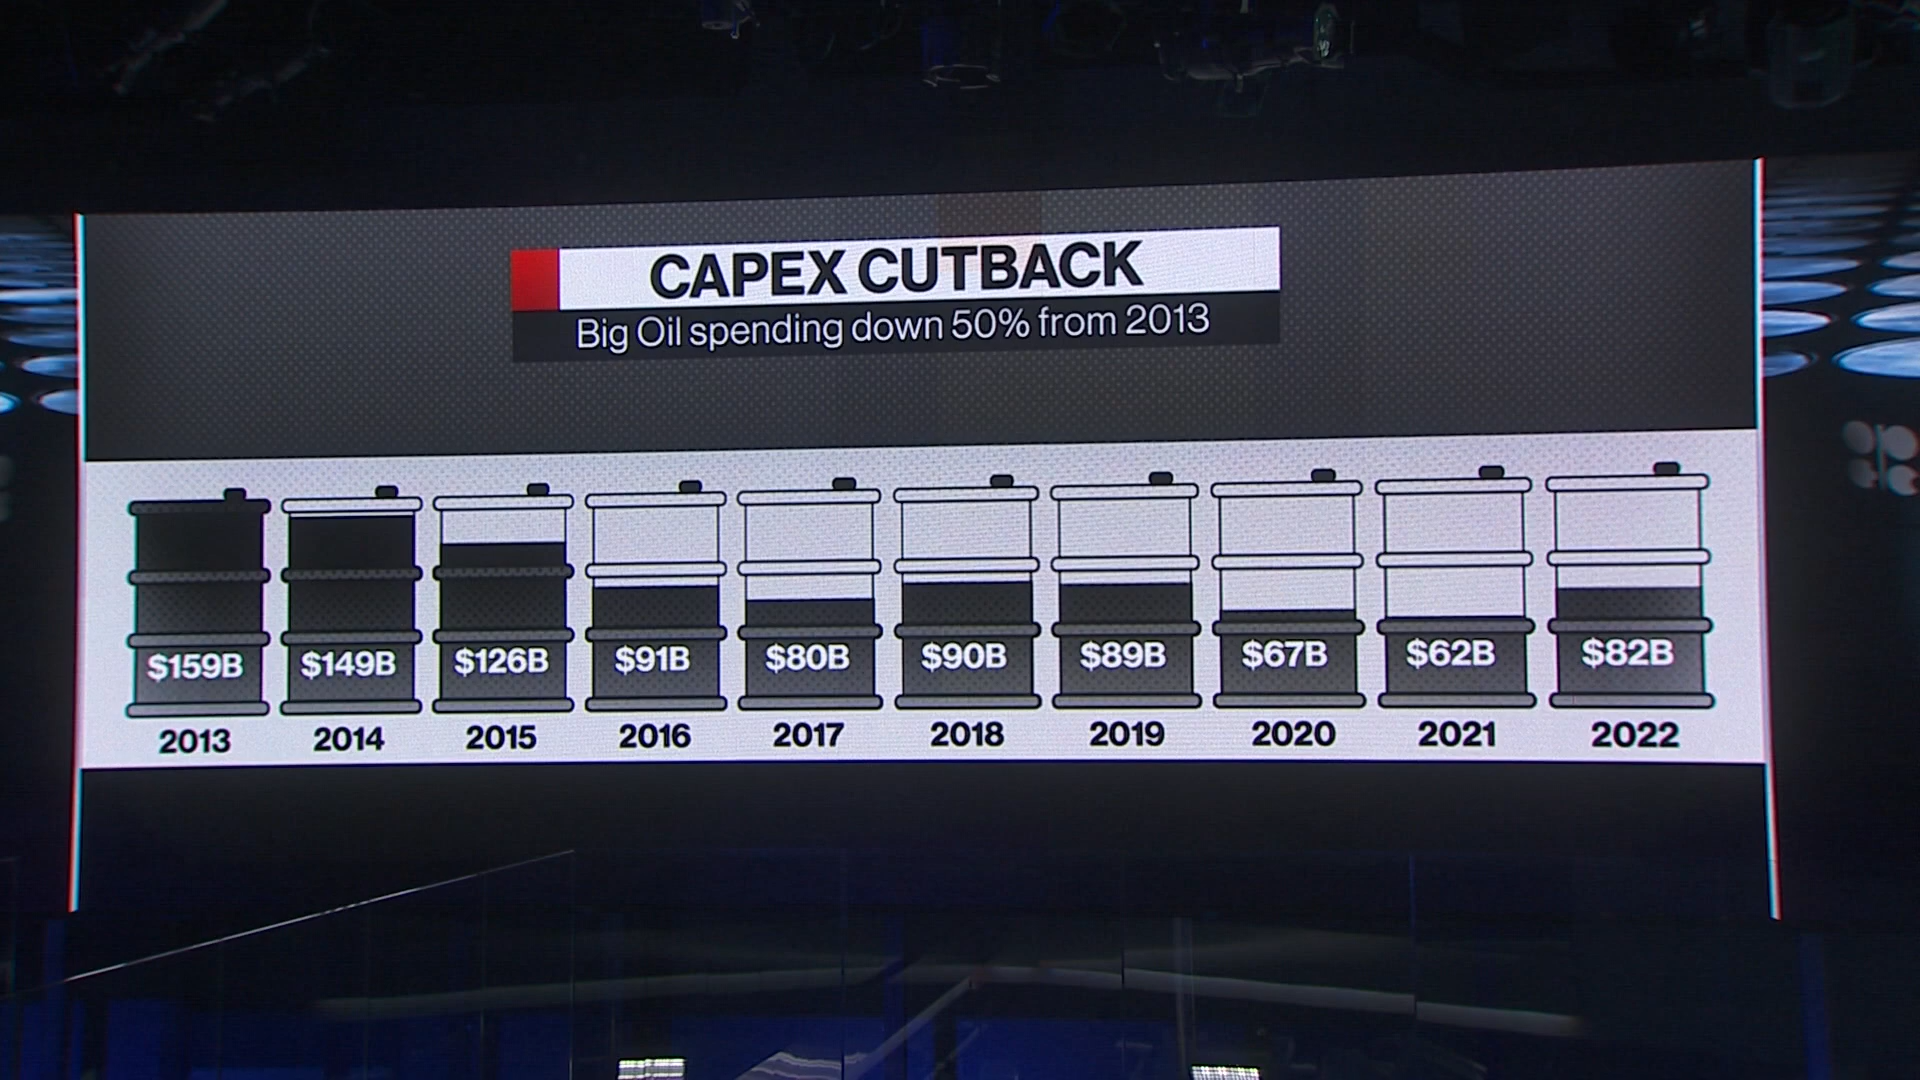 CAPEX CUTBACK
Big Oil spending down 50% from 2013
$159B $149B $126B $91B $80B $90B $89B $67B $62B $82B
2013 2014 2015 2016 2017 2018 2019 2020 2021 2022